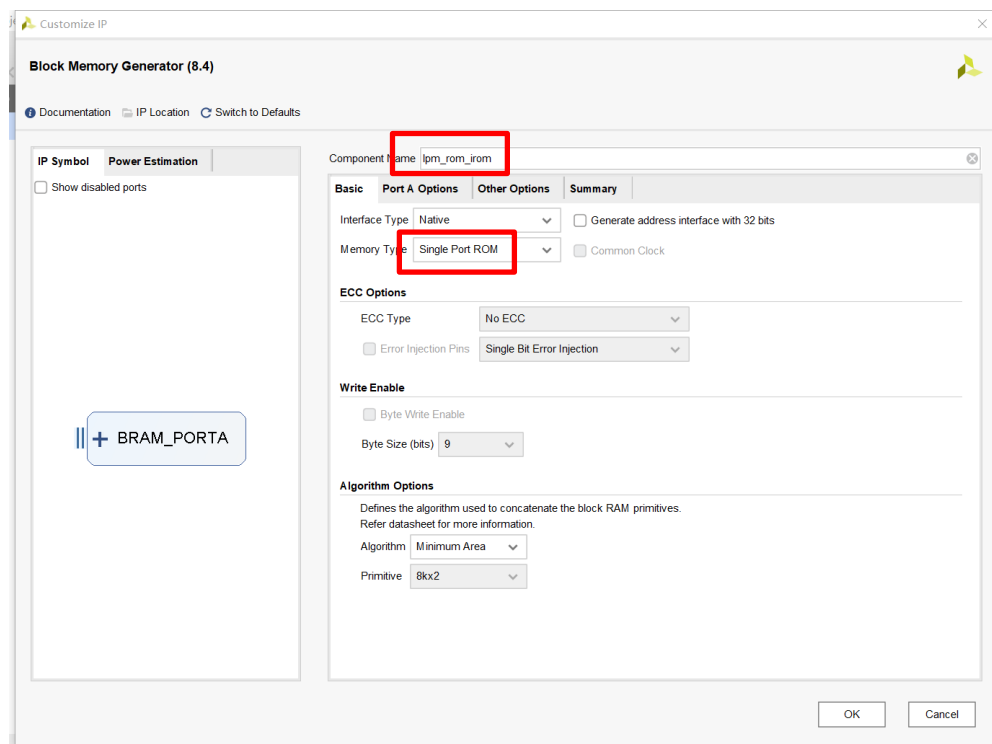 Customize IP
Block Memory Generator (8.4)
Documentation IP Location Switch to Defaults
IP Symbol Power Estimation
Show disabled ports
BRAM_PORTA
Component Name lpm_rom_irom
Basic Port A Options Other Options Summary
Interface Type Native Generate address interface with 32 bits
Memory Type Single Port ROM Common Clock
ECC Options
ECC Type No ECC
Error Injection Pins Single Bit Error Injection
Write Enable
Byte Write Enable
Byte Size (bits) 9
Algorithm Options
Defines the algorithm used to concatenate the block RAM primitives.
Refer datasheet for more information.
Algorithm Minimum Area
Primitive 8kx2
OK Cancel